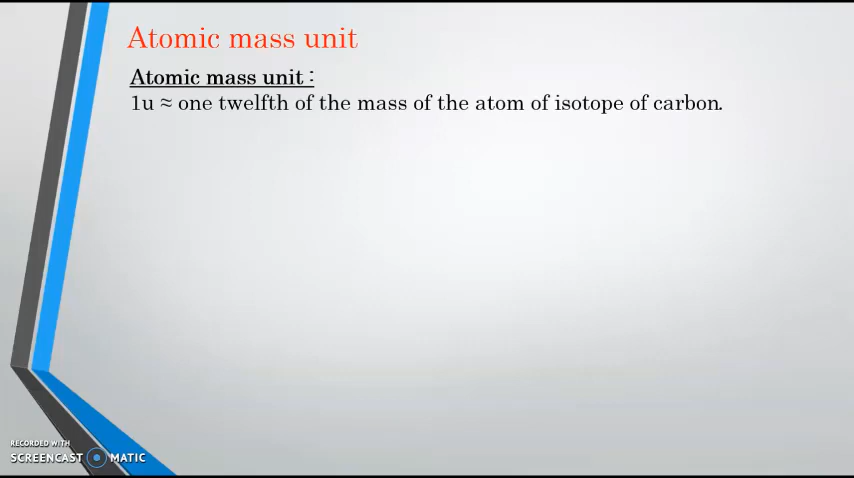 Atomic mass unit
Atomic mass unit :
1u ≈ one twelfth of the mass of the atom of isotope of carbon.
RECORDED WITH
SCREENCAST MATIC